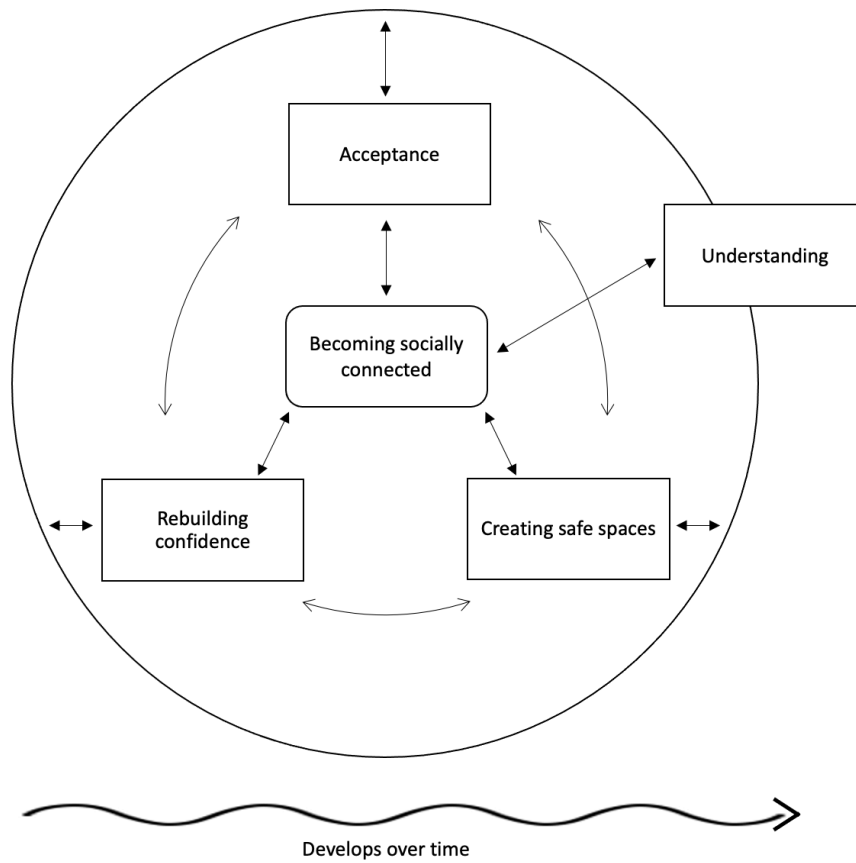 Acceptance
Understanding
Becoming socially
connected
Rebuilding
confidence
Creating safe spaces
Develops over time